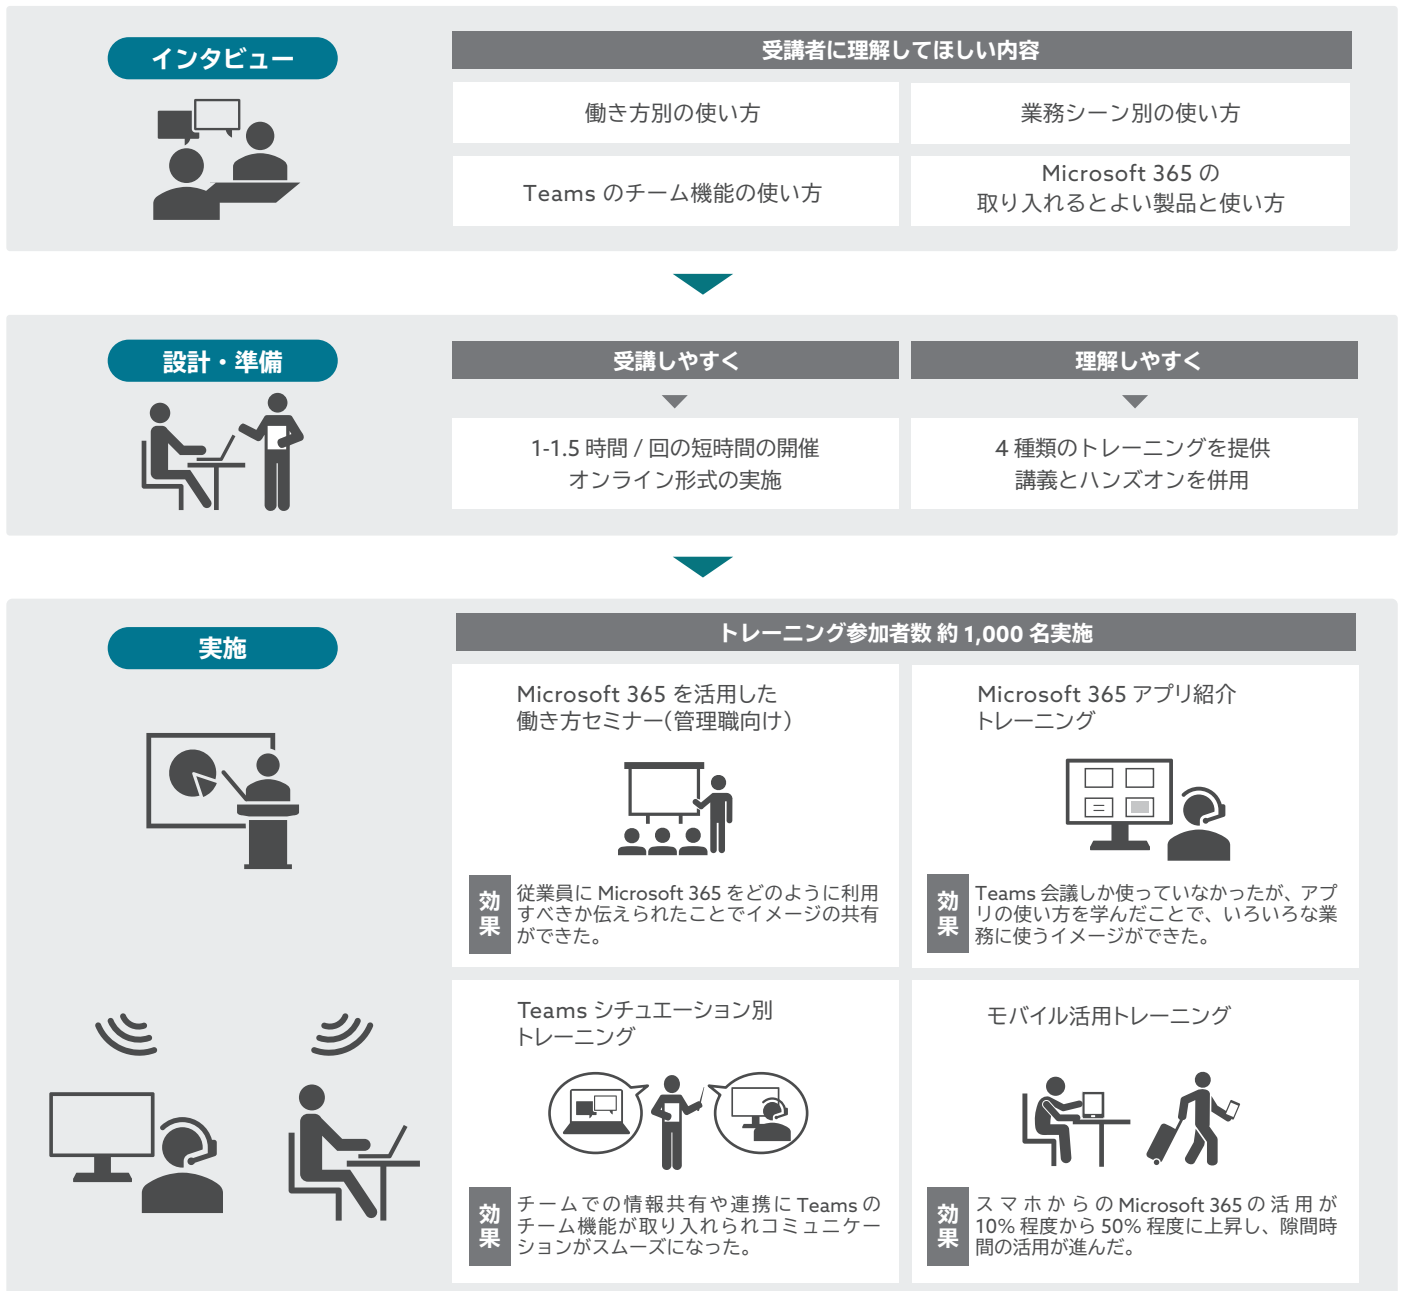 インタビュー
受講者に理解してほしい内容
働き方別の使い方
業務シーン別の使い方
Teams のチーム機能の使い方
Microsoft 365 の
取り入れるとよい製品と使い方
設計・準備
受講しやすく
1-1.5 時間 / 回の短時間の開催
オンライン形式の実施
理解しやすく
4 種類のトレーニングを提供
講義とハンズオンを併用
実施
トレーニング参加者数 約 1,000 名実施
Microsoft 365 を活用した
働き方セミナー（管理職向け）
効果
従業員に Microsoft 365 をどのように利用
すべきか伝えられたことでイメージの共有
ができた。
Microsoft 365 アプリ紹介
トレーニング
効果
Teams 会議しか使っていなかったが、アプ
リの使い方を学んだことで、いろいろな業
務に使うイメージができた。
Teams シチュエーション別
トレーニング
効果
チームでの情報共有や連携に Teams の
チーム機能が取り入れられコミュニケー
ションがスムーズになった。
モバイル活用トレーニング
効果
スマホからの Microsoft 365 の活用が
10% 程度から 50% 程度に上昇し、隙間時
間の活用が進んだ。